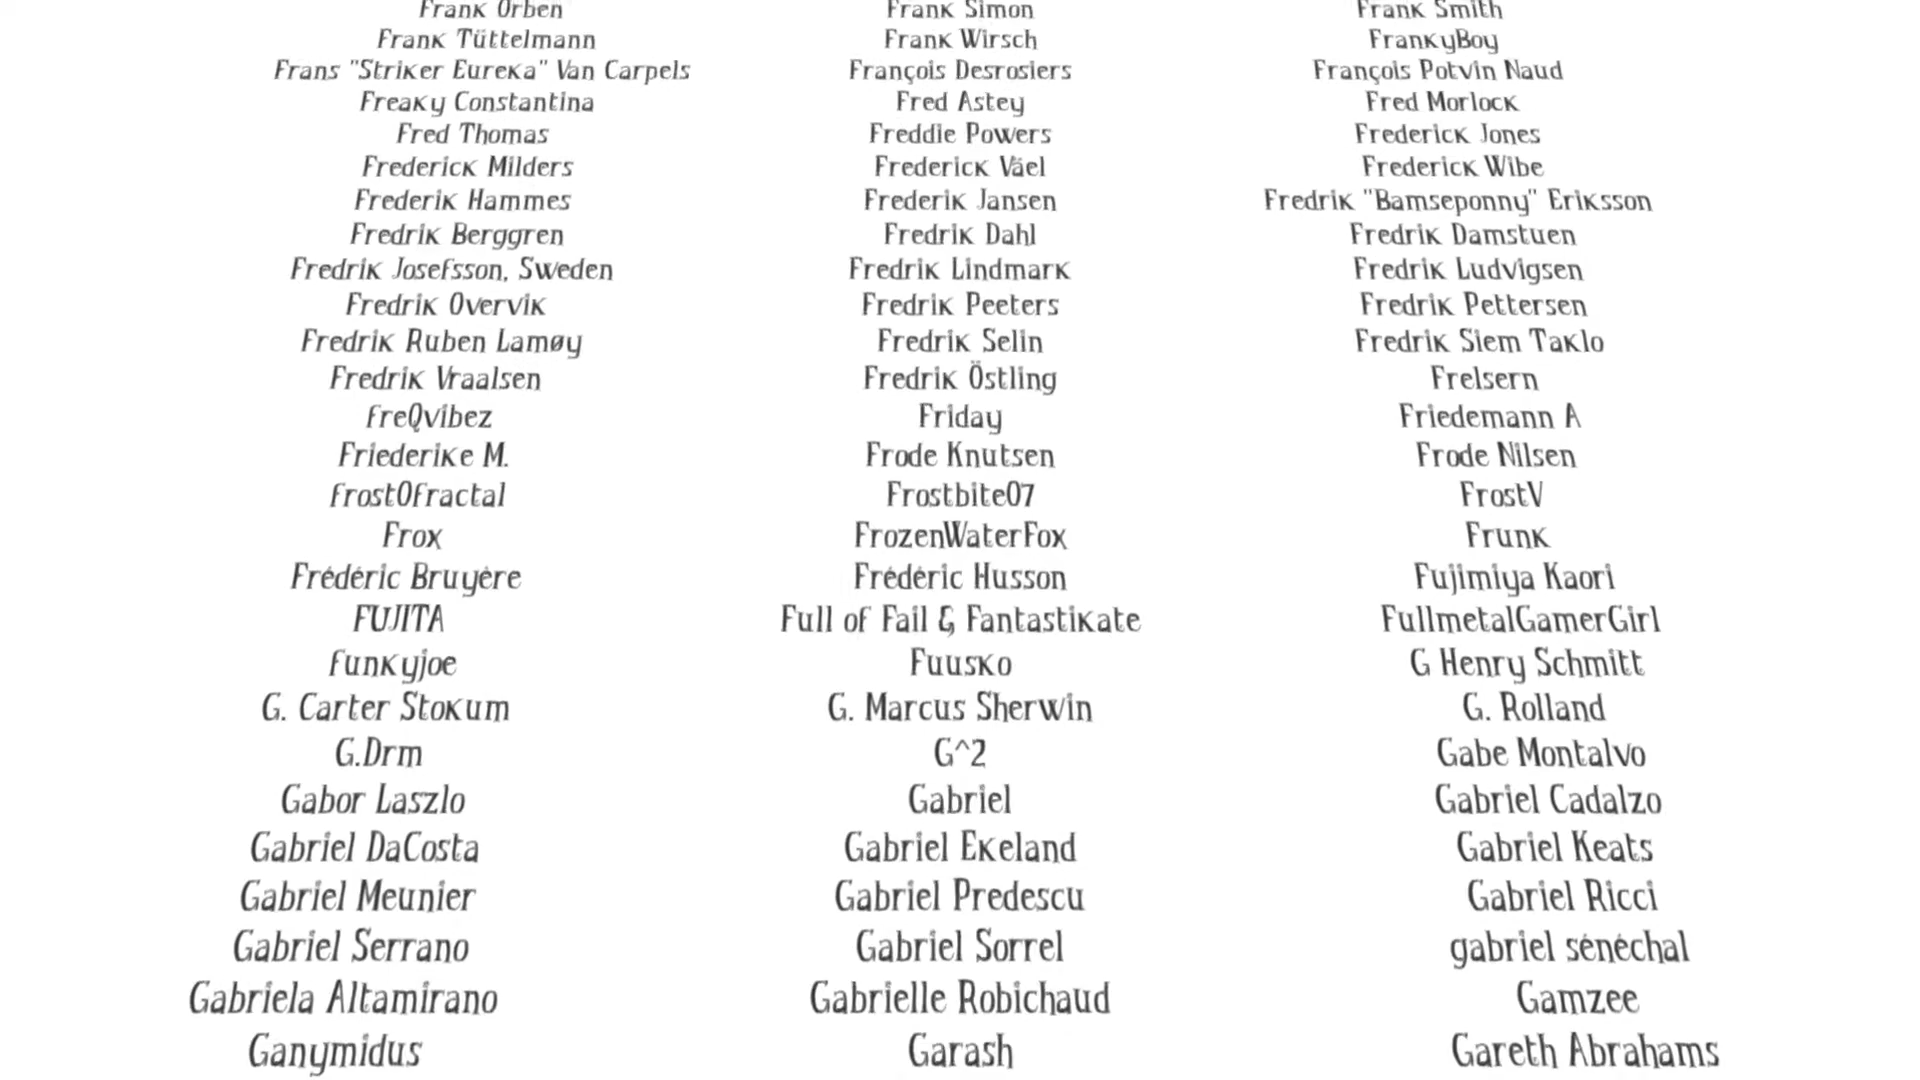 Frank Orben Frank Simon Frank Smith
Frank Tüttelmann Frank Wirsch FrankyBoy
Frans "Striker Eureka" Van Carpels François Desrosiers François Potvin Naud
Freaky Constantina Fred Astey Fred Morlock
Fred Thomas Freddie Powers Frederick Jones
Frederick Milders Frederick Väel Frederick Wibe
Frederik Hammes Frederik Jansen Fredrik "Bamseponny" Eriksson
Fredrik Berggren Fredrik Dahl Fredrik Damstuen
Fredrik Josefsson, Sweden Fredrik Lindmark Fredrik Ludvigsen
Fredrik Overvik Fredrik Peeters Fredrik Pettersen
Fredrik Ruben Lamøy Fredrik Selin Fredrik Siem Taklo
Fredrik Vraalsen Fredrik Östling Frelsern
freQvibez Friday Friedemann A
Friederike M. Frode Knutsen Frode Nilsen
frost0fractal Frostbite07 FrostV
Frox FrozenWaterFox Frunk
Frédéric Bruyère Frédéric Husson Fujimiya Kaori
FUJITA Full of Fail & Fantastikate FullmetalGamerGirl
funkyjoe Fuusko G Henry Schmitt
G. Carter Stokum G. Marcus Sherwin G. Rolland
G.Drm G^2 Gabe Montalvo
Gabor Laszlo Gabriel Gabriel Cadalzo
Gabriel DaCosta Gabriel Ekeland Gabriel Keats
Gabriel Meunier Gabriel Predescu Gabriel Ricci
Gabriel Serrano Gabriel Sorrel gabriel sénéchal
Gabriela Altamirano Gabrielle Robichaud Gamzee
Ganymidus Garash Gareth Abrahams